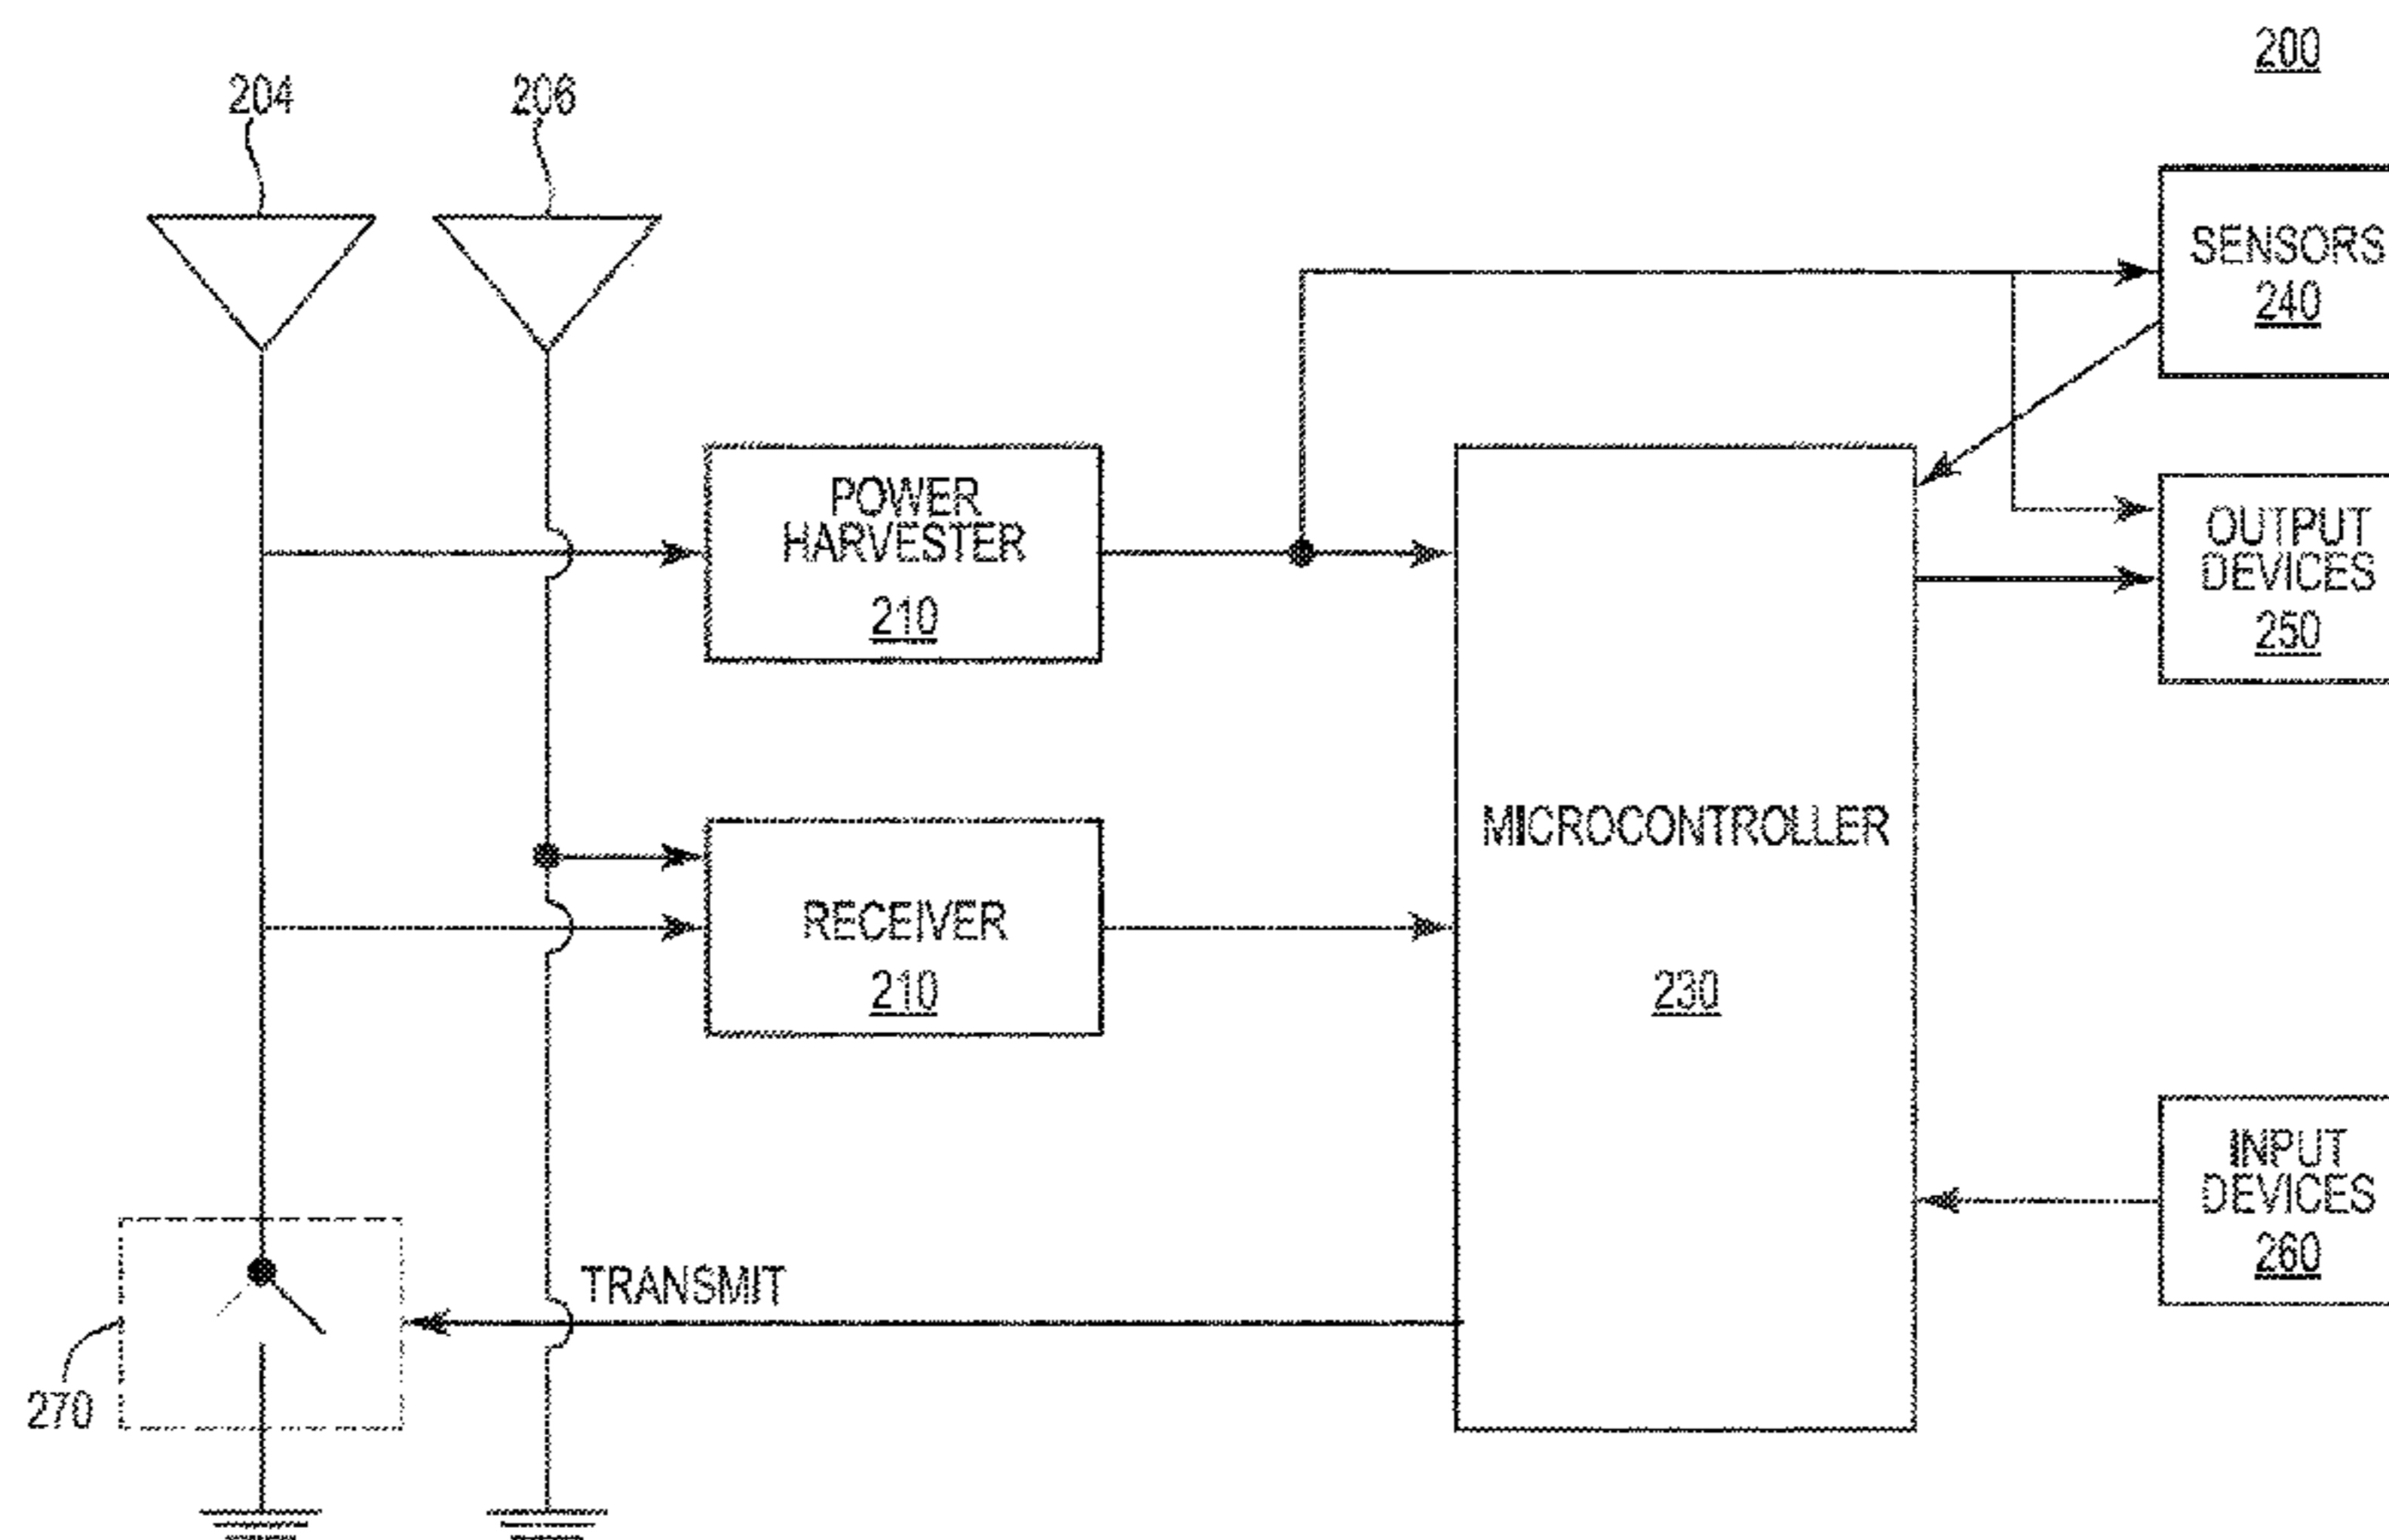 200
204
206
SENSORS
240
POWER
HARVESTER
210
OUTPUT
DEVICES
250
MICROCONTROLLER
230
RECEIVER
210
INPUT
DEVICES
260
TRANSMIT
270